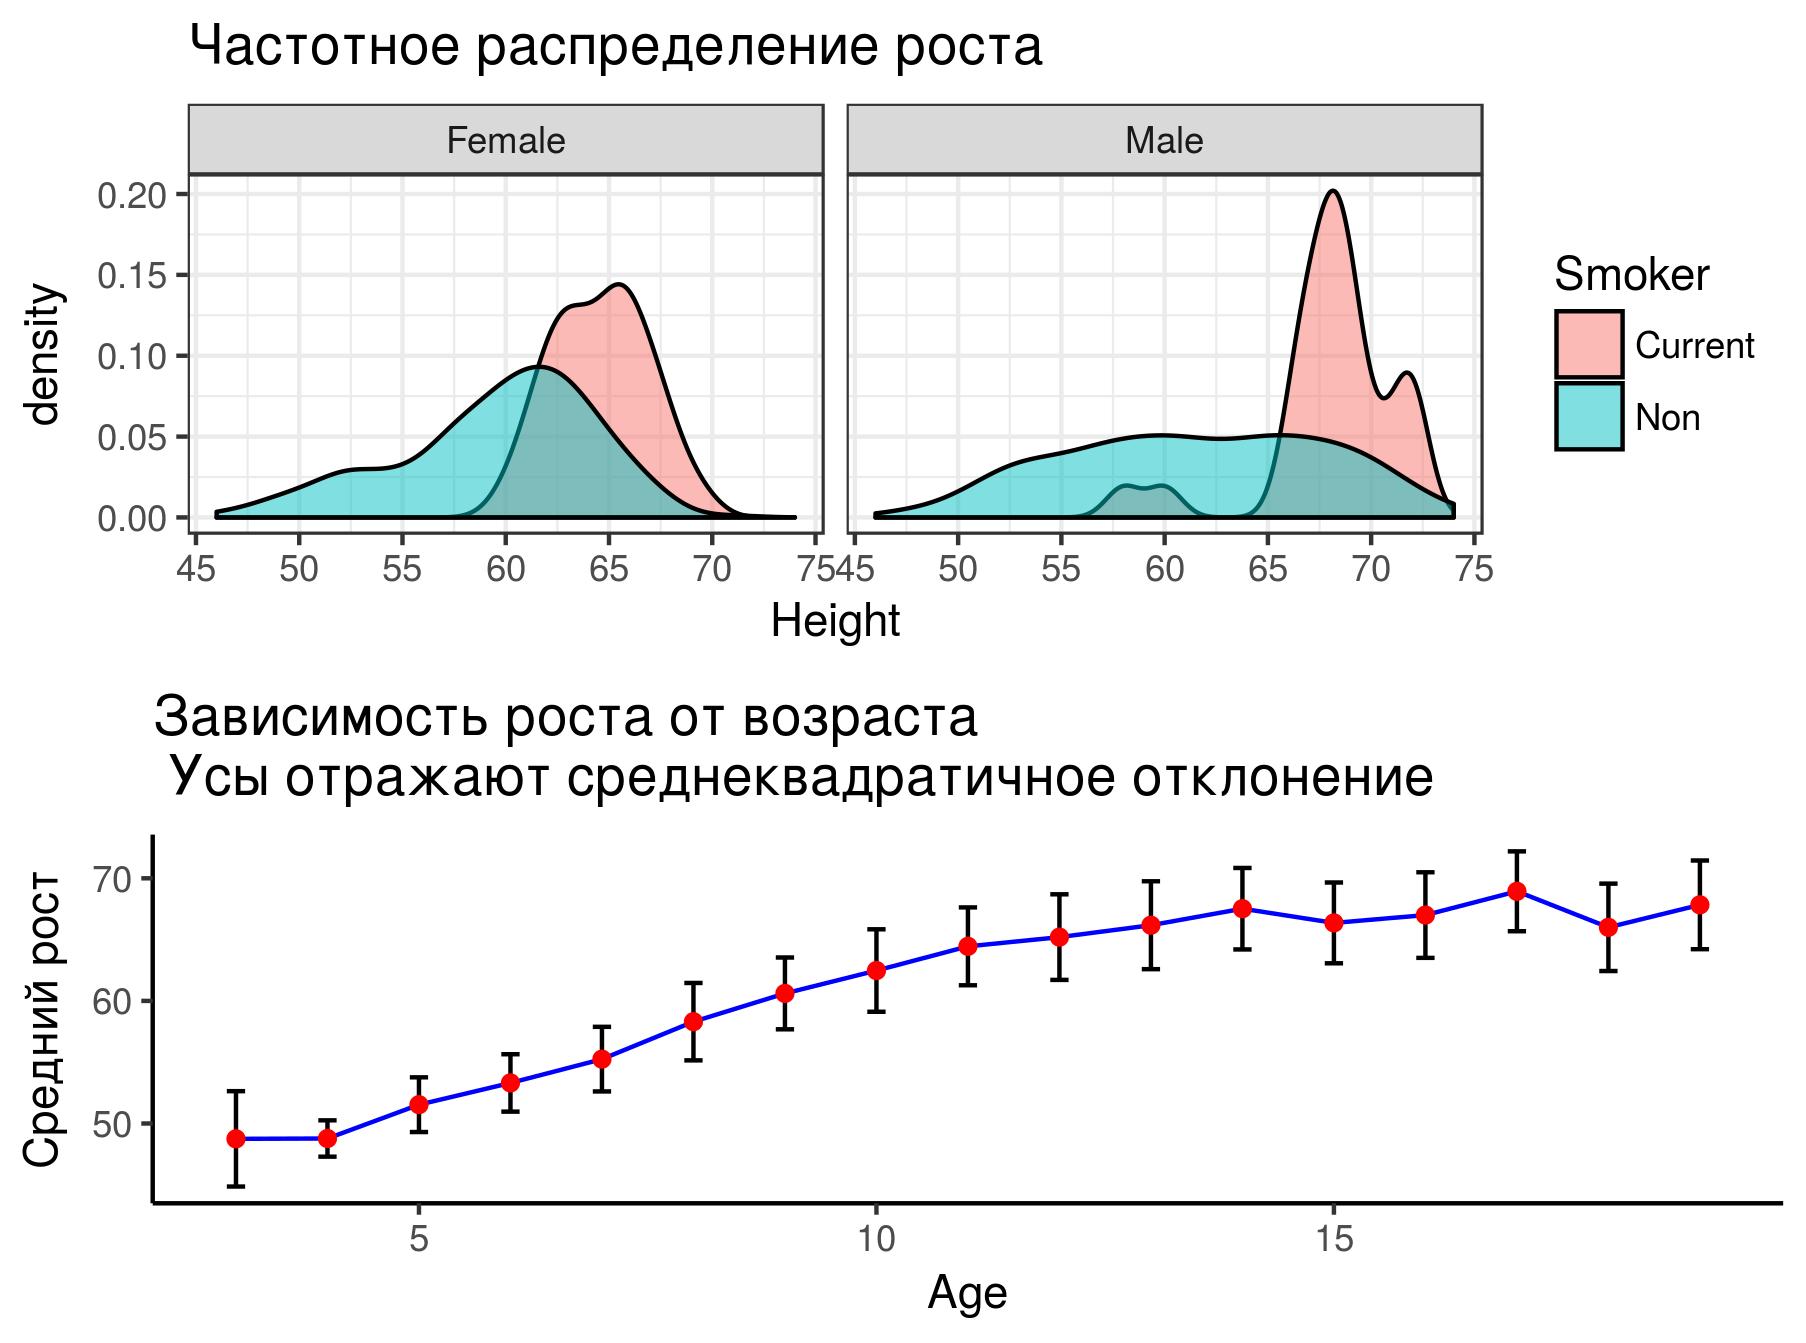 Частотное распределение роста
Female
Male
0.20
0.15
0.10
0.05
0.00
density
45 50 55 60 65 70 75
45 50 55 60 65 70 75
Height
Smoker
Current
Non
Зависимость роста от возраста
Усы отражают среднеквадратичное отклонение
70
60
50
Средний рост
5 10 15
Age